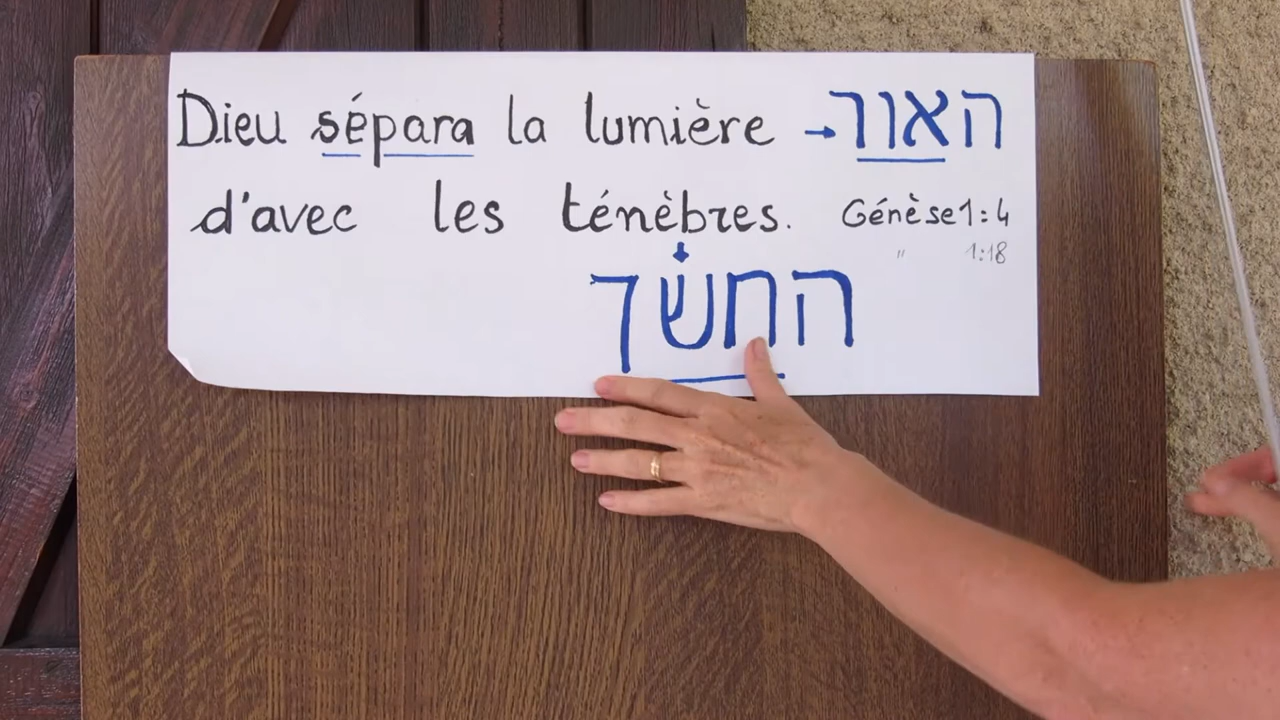 Dieu sépara la lumière → האור
d'avec les ténèbres. Génèse 1:4
" 1:18
החשך